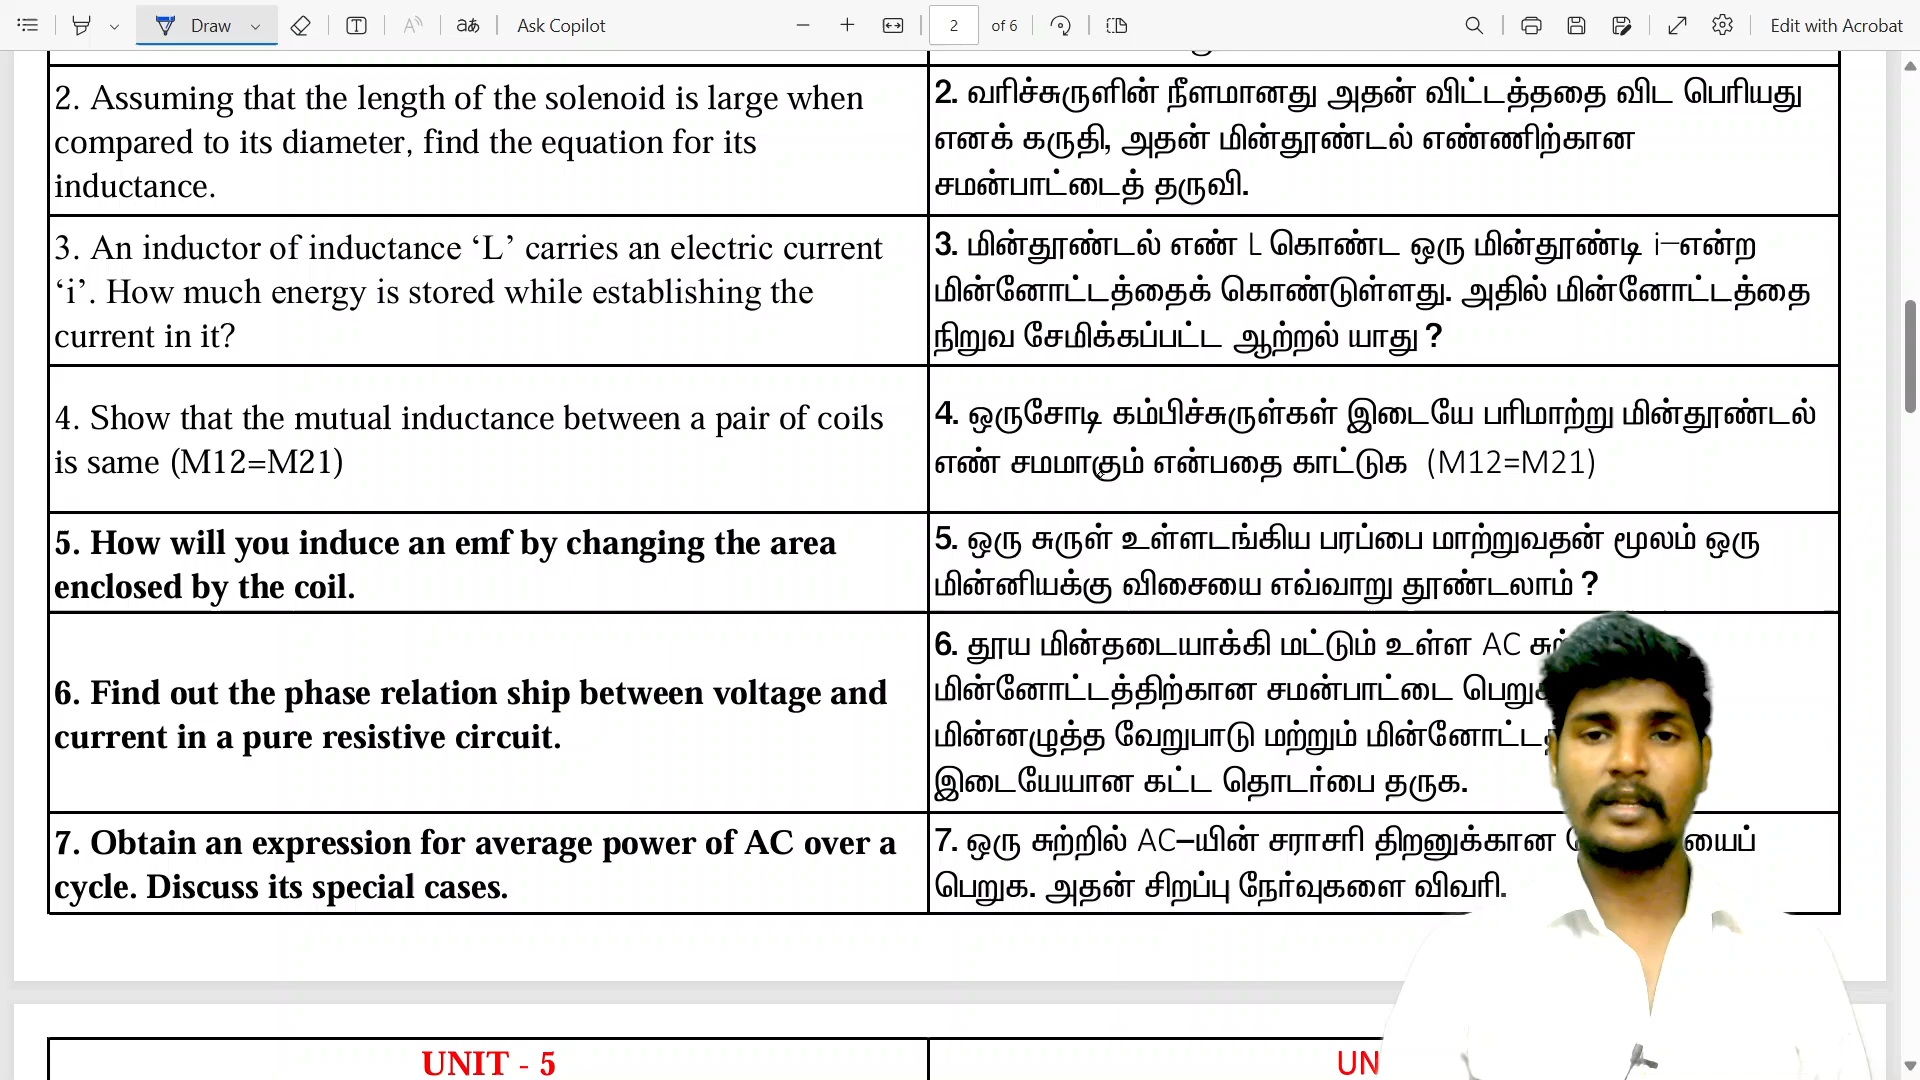 Draw
Ask Copilot
2 of 6
Edit with Acrobat
2. Assuming that the length of the solenoid is large when
compared to its diameter, find the equation for its
inductance.
2. வரிச்சுருளின் நீளமானது அதன் விட்டத்ததை விட பெரியது
எனக் கருதி, அதன் மின்தூண்டல் எண்ணிற்கான
சமன்பாட்டைத் தருவி.
3. An inductor of inductance ‘L’ carries an electric current
‘i’. How much energy is stored while establishing the
current in it?
3. மின்தூண்டல் எண் L கொண்ட ஒரு மின்தூண்டி i–என்ற
மின்னோட்டத்தைக் கொண்டுள்ளது. அதில் மின்னோட்டத்தை
நிறுவ சேமிக்கப்பட்ட ஆற்றல் யாது ?
4. Show that the mutual inductance between a pair of coils
is same (M12=M21)
4. ஒருசோடி கம்பிச்சுருள்கள் இடையே பரிமாற்று மின்தூண்டல்
எண் சமமாகும் என்பதை காட்டுக (M12=M21)
5. How will you induce an emf by changing the area
enclosed by the coil.
5. ஒரு சுருள் உள்ளடங்கிய பரப்பை மாற்றுவதன் மூலம் ஒரு
மின்னியக்கு விசையை எவ்வாறு தூண்டலாம் ?
6. Find out the phase relation ship between voltage and
current in a pure resistive circuit.
6. தூய மின்தடையாக்கி மட்டும் உள்ள AC
மின்னோட்டத்திற்கான சமன்பாட்டை
மின்னழுத்த வேறுபாடு மற்றும்
இடையேயான கட்ட தொடர்பை தருக.
7. Obtain an expression for average power of AC over a
cycle. Discuss its special cases.
7. ஒரு சுற்றில் AC–யின் சராசரி திறனுக்கான
பெறுக. அதன் சிறப்பு நேர்வுகளை விவரி.
UNIT - 5
UN